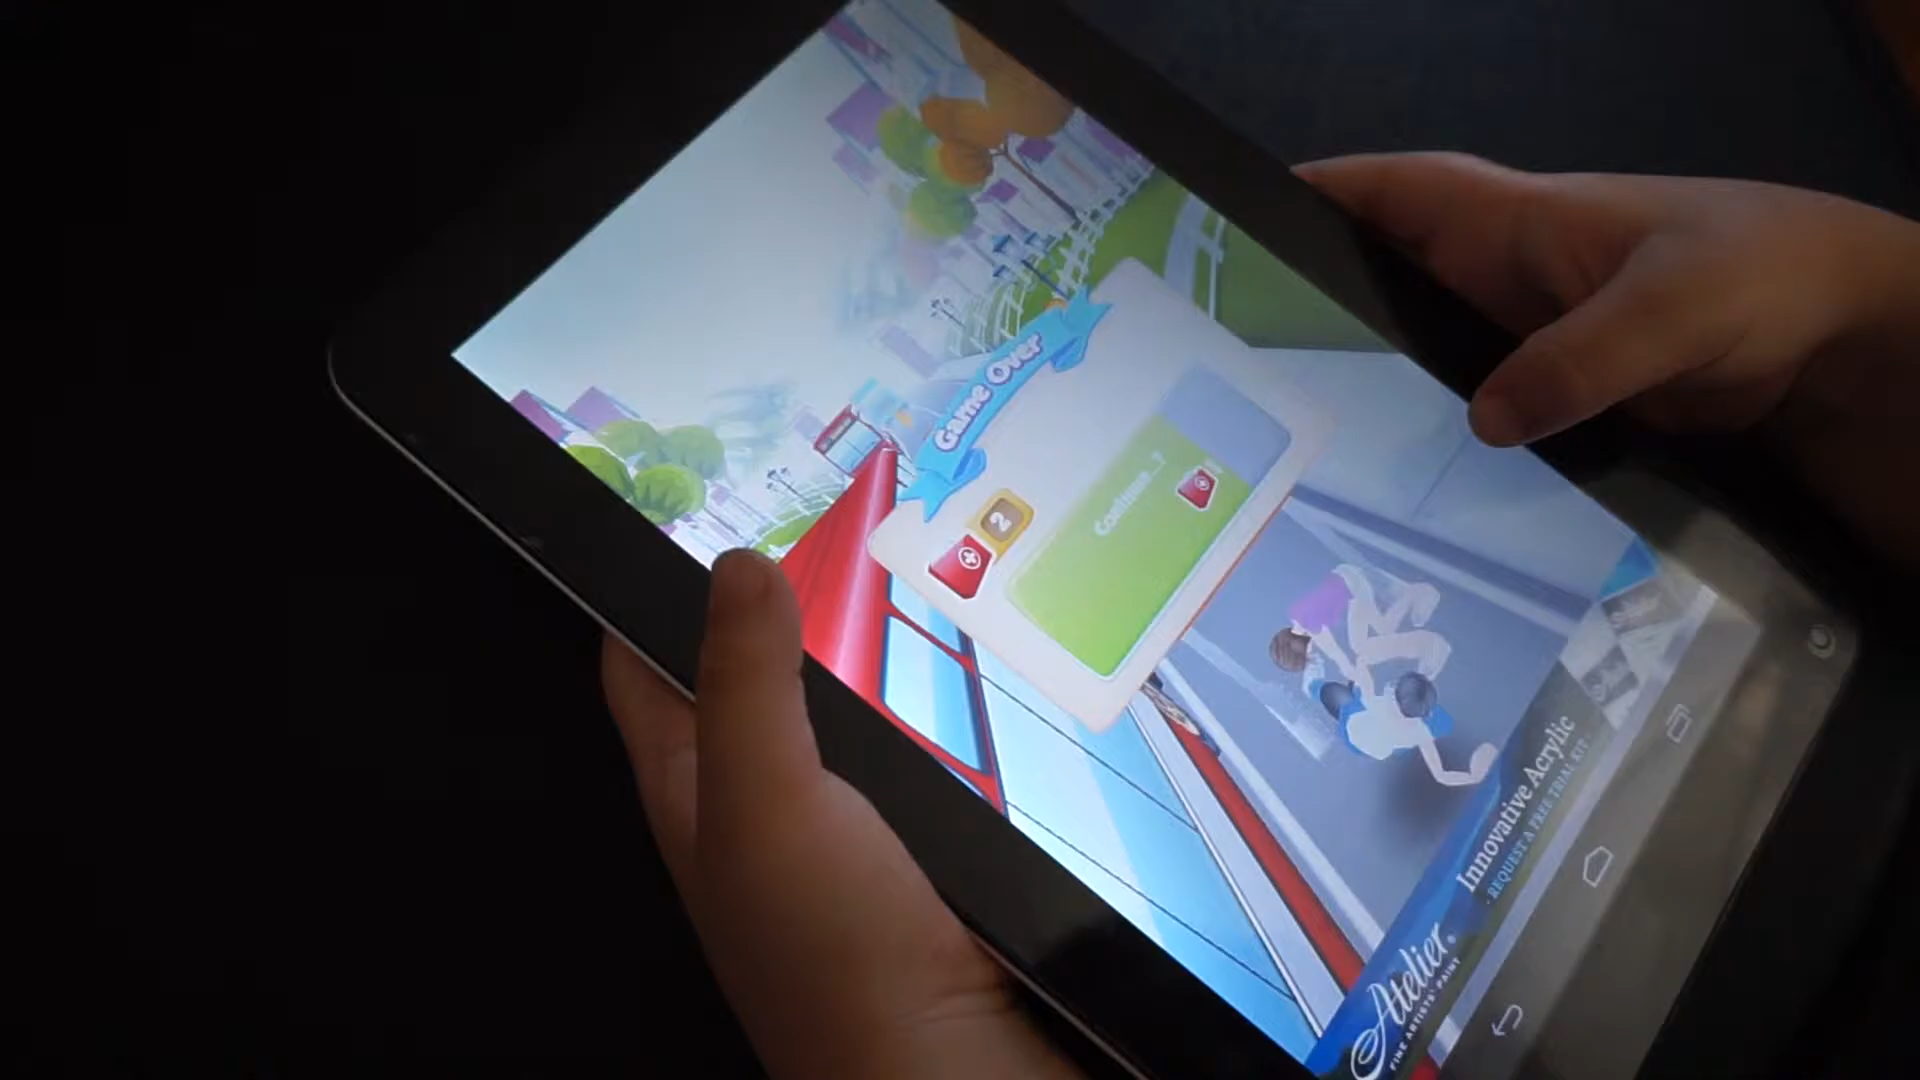 Game Over
2
Continue...?
Innovative Acrylic
REQUEST A FREE TRIAL KIT
Atelier®
FINE ARTISTS' PAINT